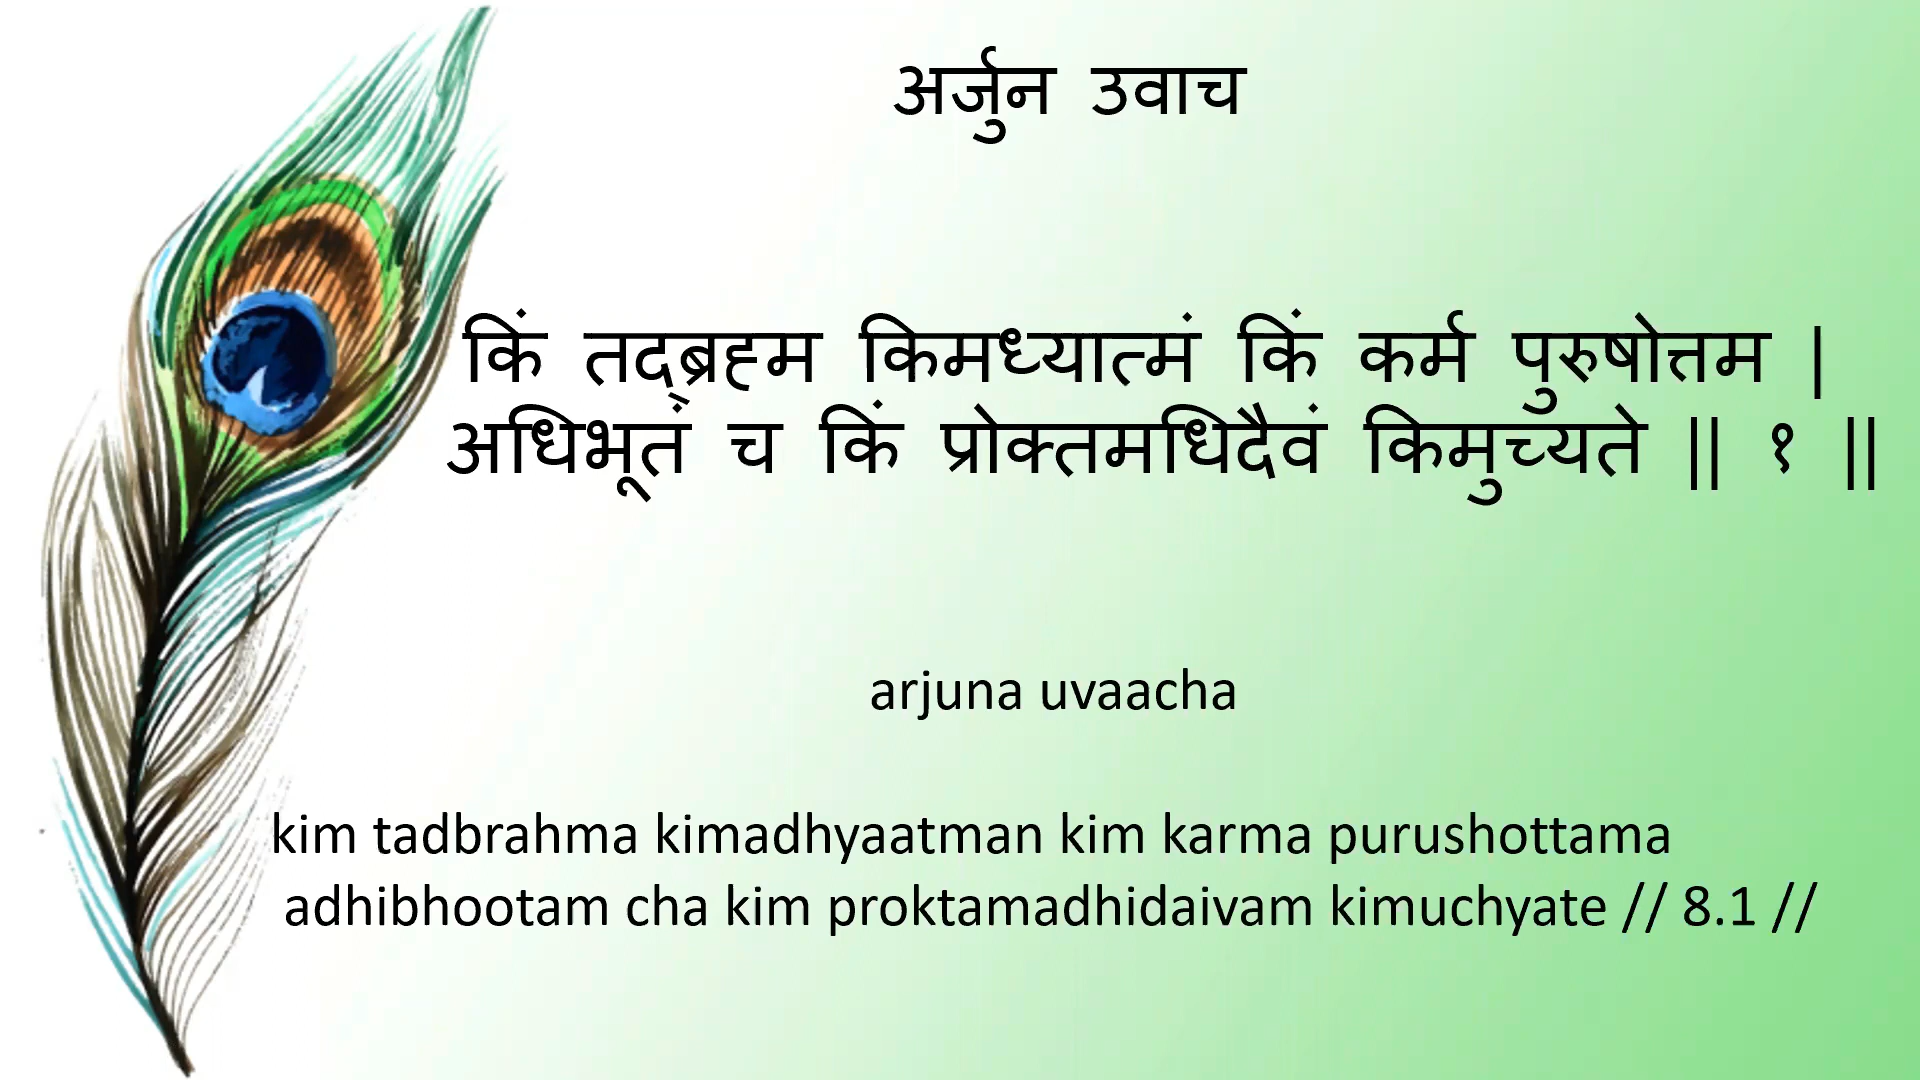 अर्जुन उवाच
किं तद्ब्रह्म किमध्यात्मं किं कर्म पुरुषोत्तम |
अधिभूतं च किं प्रोक्तमधिदैवं किमुच्यते || १ ||
arjuna uvaacha
kim tadbrahma kimadhyaatman kim karma purushottama
adhibhootam cha kim proktamadhidaivam kimuchyate // 8.1 //